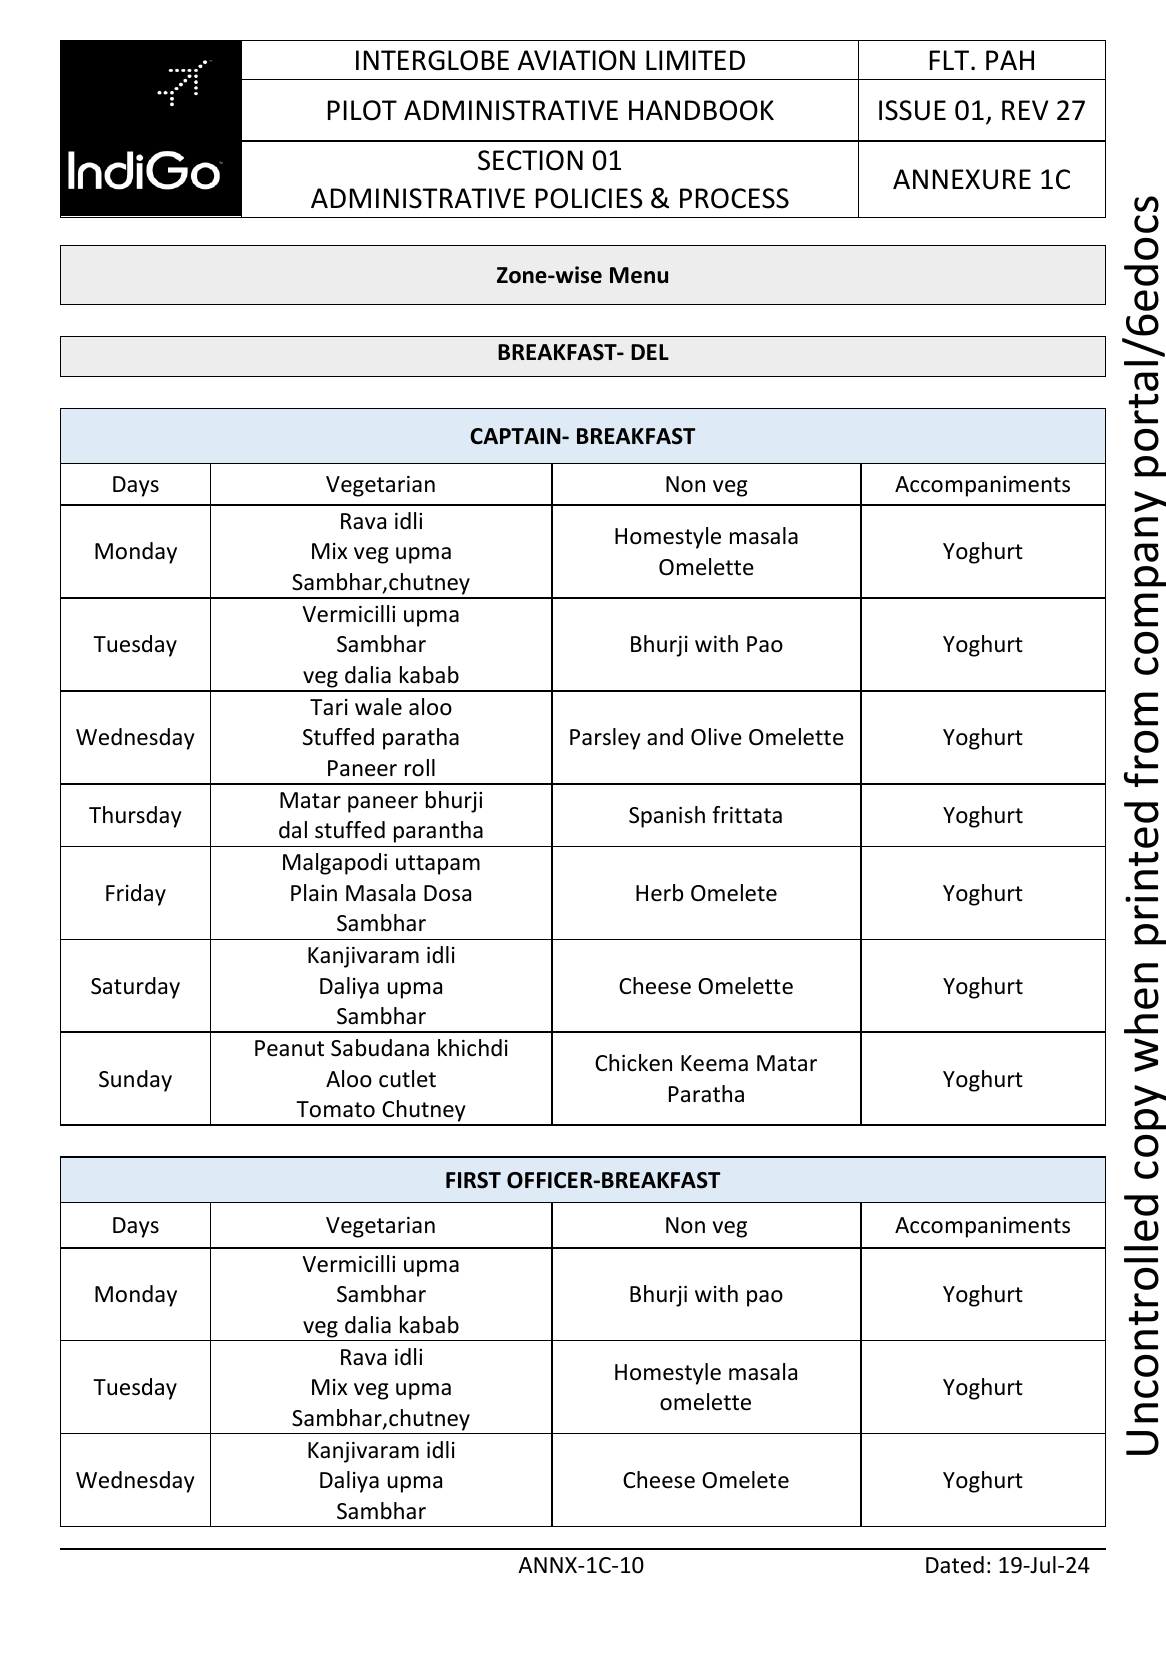 IndiGo
INTERGLOBE AVIATION LIMITED
FLT. PAH
PILOT ADMINISTRATIVE HANDBOOK
ISSUE 01, REV 27
SECTION 01
ADMINISTRATIVE POLICIES & PROCESS
ANNEXURE 1C
Zone-wise Menu
BREAKFAST- DEL
CAPTAIN- BREAKFAST
Days
Vegetarian
Non veg
Accompaniments
Monday
Rava idli
Mix veg upma
Sambhar,chutney
Homestyle masala
Omelette
Yoghurt
Tuesday
Vermicilli upma
Sambhar
veg dalia kabab
Bhurji with Pao
Yoghurt
Wednesday
Tari wale aloo
Stuffed paratha
Paneer roll
Parsley and Olive Omelette
Yoghurt
Thursday
Matar paneer bhurji
dal stuffed parantha
Spanish frittata
Yoghurt
Friday
Malgapodi uttapam
Plain Masala Dosa
Sambhar
Herb Omelete
Yoghurt
Saturday
Kanjivaram idli
Daliya upma
Sambhar
Cheese Omelette
Yoghurt
Sunday
Peanut Sabudana khichdi
Aloo cutlet
Tomato Chutney
Chicken Keema Matar
Paratha
Yoghurt
FIRST OFFICER-BREAKFAST
Days
Vegetarian
Non veg
Accompaniments
Monday
Vermicilli upma
Sambhar
veg dalia kabab
Bhurji with pao
Yoghurt
Tuesday
Rava idli
Mix veg upma
Sambhar,chutney
Homestyle masala
omelette
Yoghurt
Wednesday
Kanjivaram idli
Daliya upma
Sambhar
Cheese Omelete
Yoghurt
ANNX-1C-10
Dated: 19-Jul-24
Uncontrolled copy when printed from company portal/6edocs